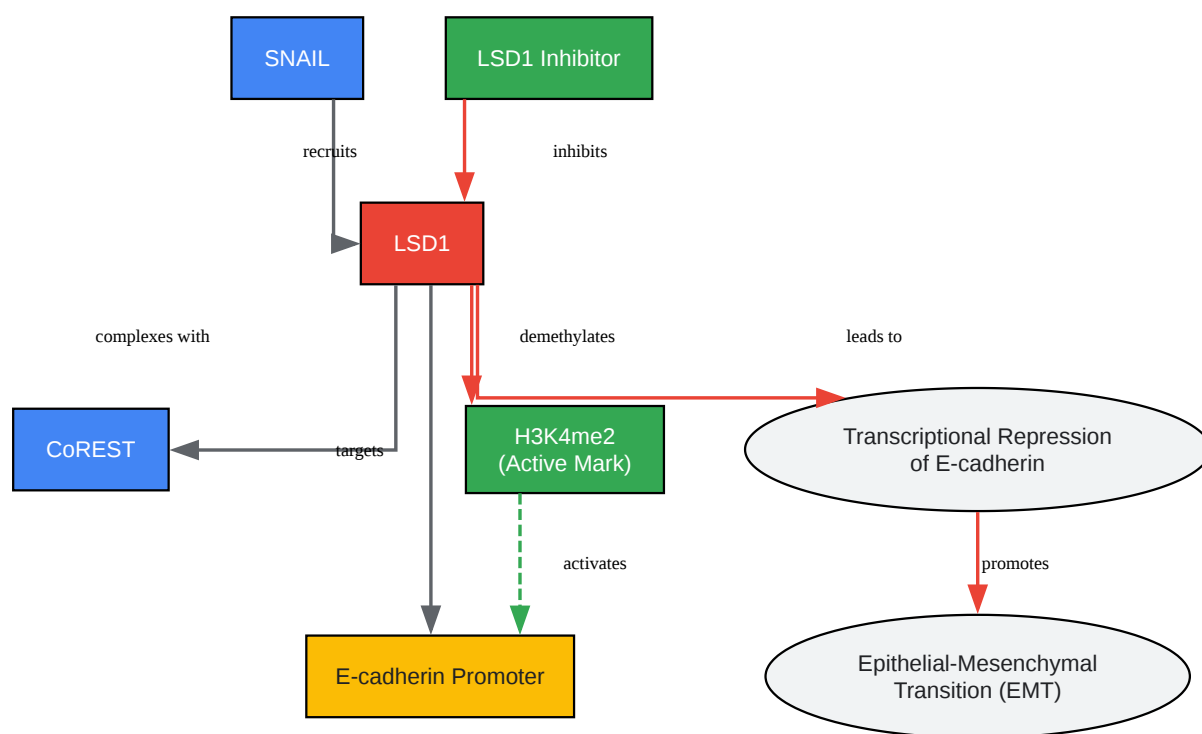 SNAIL
LSD1 Inhibitor
recruits
inhibits
LSD1
complexes with
demethylates
leads to
CoREST
targets
H3K4me2
(Active Mark)
Transcriptional Repression
of E-cadherin
activates
promotes
E-cadherin Promoter
Epithelial-Mesenchymal
Transition (EMT)